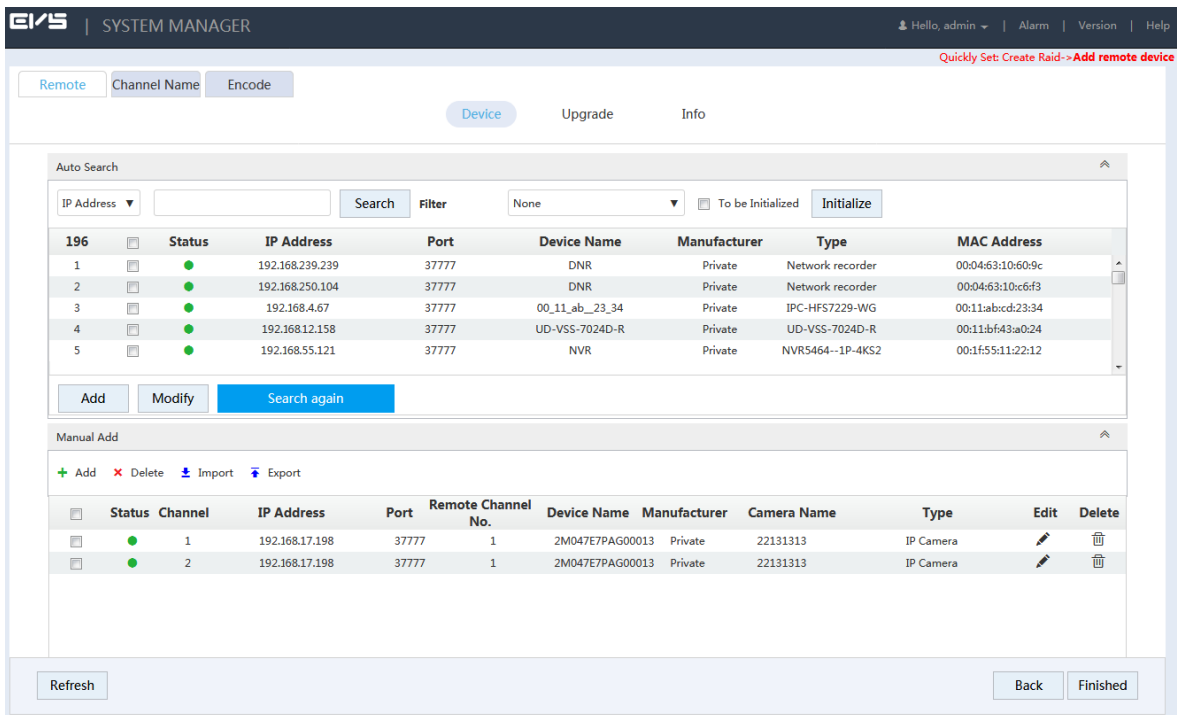 EVS | SYSTEM MANAGER Hello, admin | Alarm | Version | Help
Quickly Set: Create Raid->Add remote device
Remote Channel Name Encode
Device Upgrade Info
Auto Search
IP Address Search Filter None To be Initialized Initialize
196 Status IP Address Port Device Name Manufacturer Type MAC Address
1 192.168.239.239 37777 DNR Private Network recorder 00:04:63:10:60:9c
2 192.168.250.104 37777 DNR Private Network recorder 00:04:63:10:c6:f3
3 192.168.4.67 37777 00_11_ab__23_34 Private IPC-HFS7229-WG 00:11:ab:cd:23:34
4 192.168.12.158 37777 UD-VSS-7024D-R Private UD-VSS-7024D-R 00:11:bf:43:a0:24
5 192.168.55.121 37777 NVR Private NVR5464--1P-4KS2 00:1f:55:11:22:12
Add Modify Search again
Manual Add
Add Delete Import Export
Status Channel IP Address Port Remote Channel No. Device Name Manufacturer Camera Name Type Edit Delete
1 192.168.17.198 37777 1 2M047E7PAG00013 Private 22131313 IP Camera
2 192.168.17.198 37777 1 2M047E7PAG00013 Private 22131313 IP Camera
Refresh Back Finished